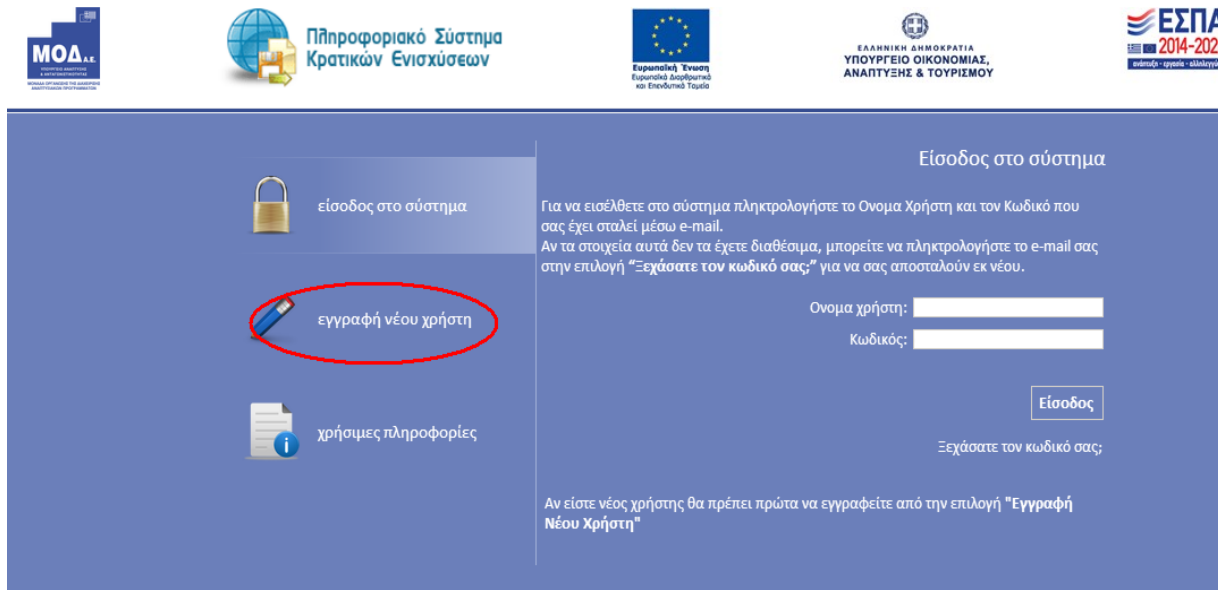 ΜΟΔ Α.Ε.
Πληροφοριακό Σύστημα
Κρατικών Ενισχύσεων
Ευρωπαϊκή Ένωση
Ευρωπαϊκά Διαρθρωτικά
και Επενδυτικά Ταμεία
ΕΛΛΗΝΙΚΗ ΔΗΜΟΚΡΑΤΙΑ
ΥΠΟΥΡΓΕΙΟ ΟΙΚΟΝΟΜΙΑΣ,
ΑΝΑΠΤΥΞΗΣ & ΤΟΥΡΙΣΜΟΥ
ΕΣΠΑ
2014-202
ανάπτυξη - εργασία - αλληλεγγύ
είσοδος στο σύστημα
εγγραφή νέου χρήστη
χρήσιμες πληροφορίες
Είσοδος στο σύστημα
Για να εισέλθετε στο σύστημα πληκτρολογήστε το Ονομα Χρήστη και τον Κωδικό που
σας έχει σταλεί μέσω e-mail.
Αν τα στοιχεία αυτά δεν τα έχετε διαθέσιμα, μπορείτε να πληκτρολογήστε το e-mail σας
στην επιλογή “Ξεχάσατε τον κωδικό σας;” για να σας αποσταλούν εκ νέου.
Ονομα χρήστη:
Κωδικός:
Είσοδος
Ξεχάσατε τον κωδικό σας;
Αν είστε νέος χρήστης θα πρέπει πρώτα να εγγραφείτε από την επιλογή "Εγγραφή
Νέου Χρήστη"